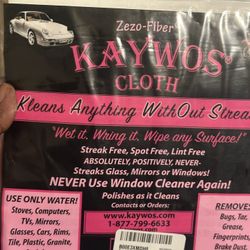 Zezo-Fiber
KAYWOS®
CLOTH
Kleans Anything WithOut Strea
"Wet it, Wring it, Wipe any Surface!"
Streak Free, Spot Free, Lint Free
ABSOLUTELY, POSITIVELY, NEVER-
Streaks Glass, Mirrors or Windows!
NEVER Use Window Cleaner Again!
Polishes as it Cleans
Contacts or Orders:
www.kaywos.com
1-877-799-6633
USE ONLY WATER!
Stoves, Computers,
TVs, Mirrors,
Glasses, Cars, Rims,
Tile, Plastic, Granite,
REMOVES
Bugs, Tar,
Grease,
Fingerprints
Brake Dust